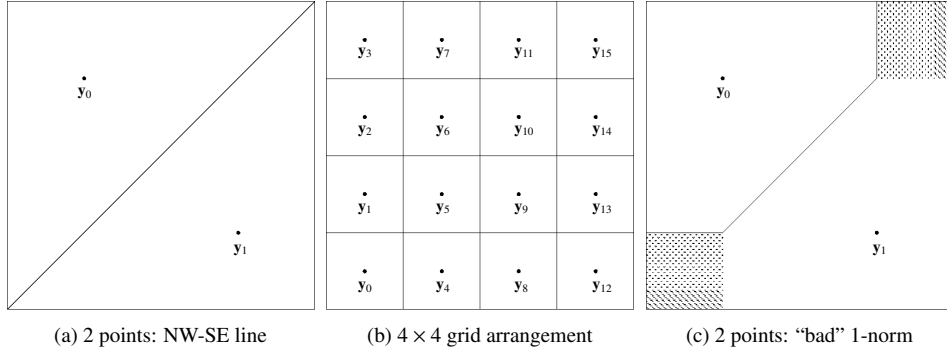 y0
y1
(a) 2 points: NW-SE line
y3 y7 y11 y15
y2 y6 y10 y14
y1 y5 y9 y13
y0 y4 y8 y12
(b) 4 × 4 grid arrangement
y0
y1
(c) 2 points: “bad” 1-norm